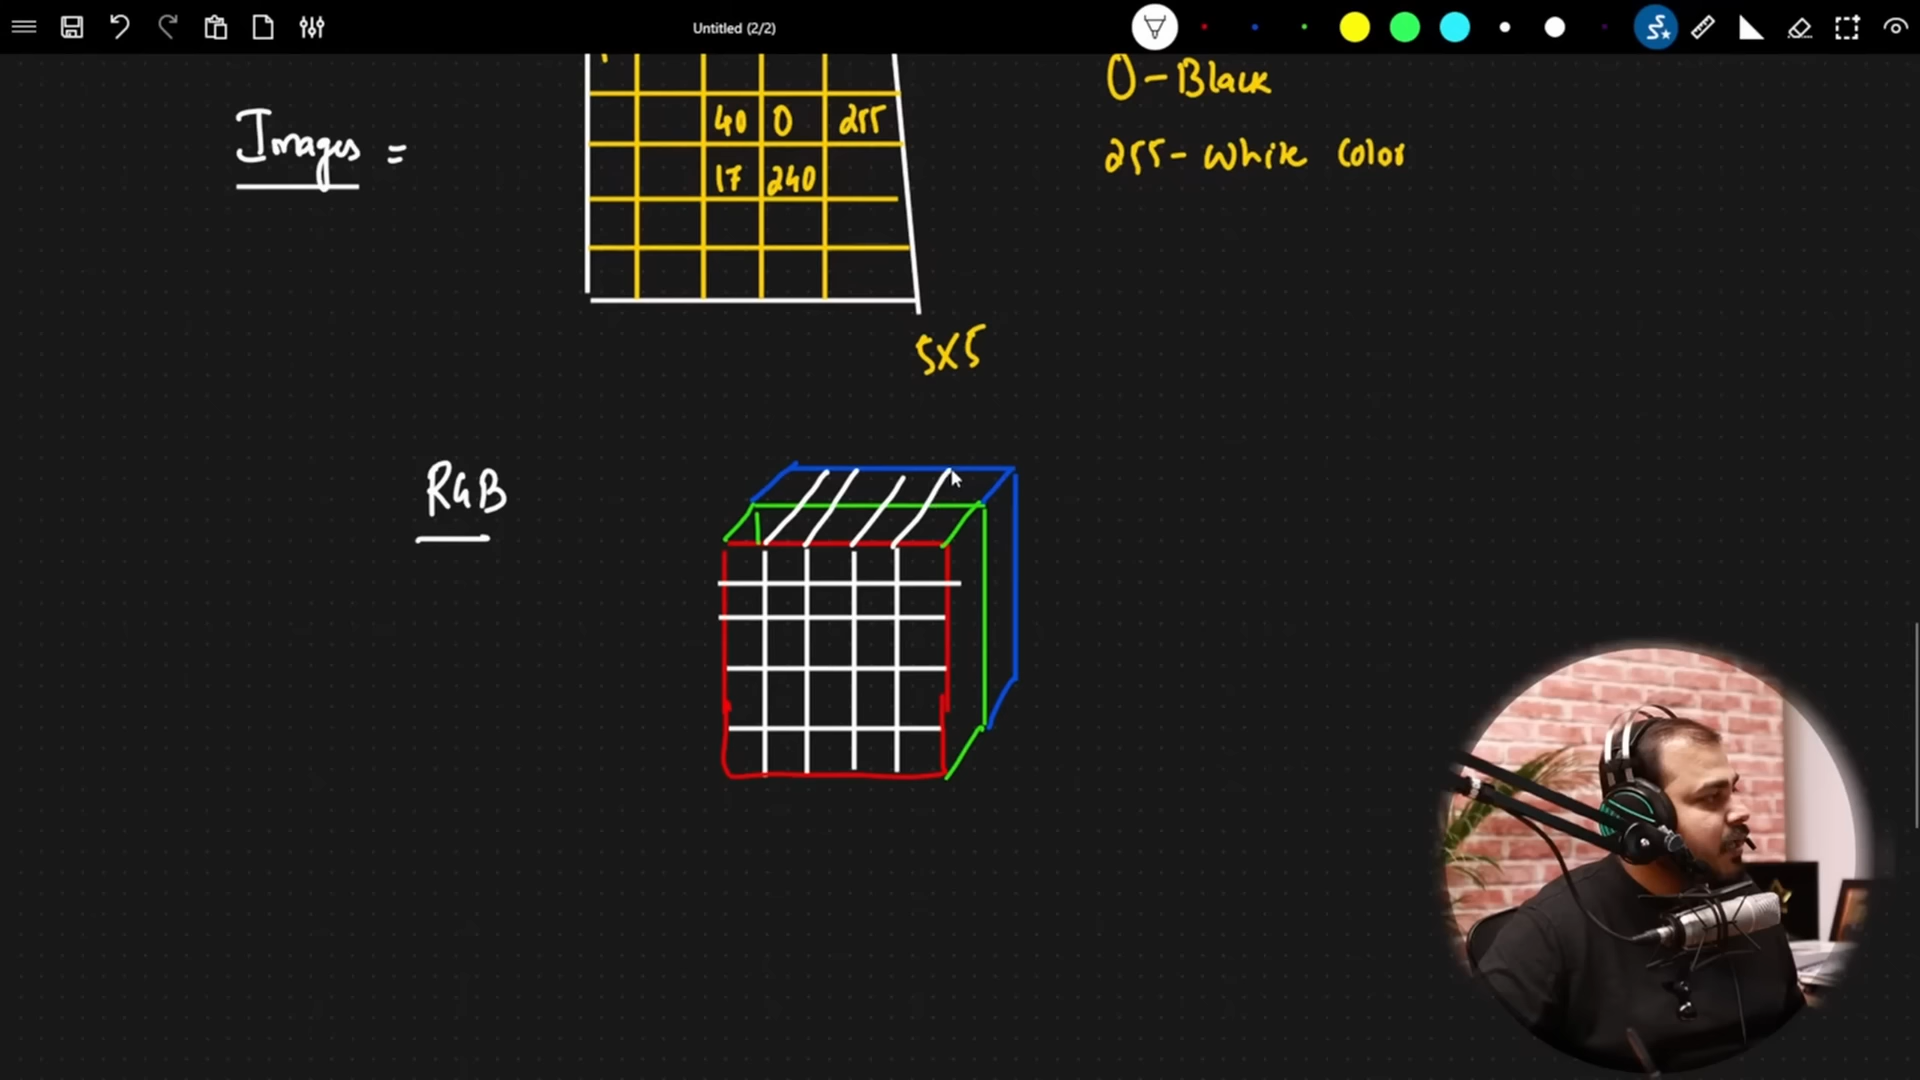 Untitled (2/2)
0 - Black
Images =
40 0 255
255 - White Color
17 240
5X5
RGB